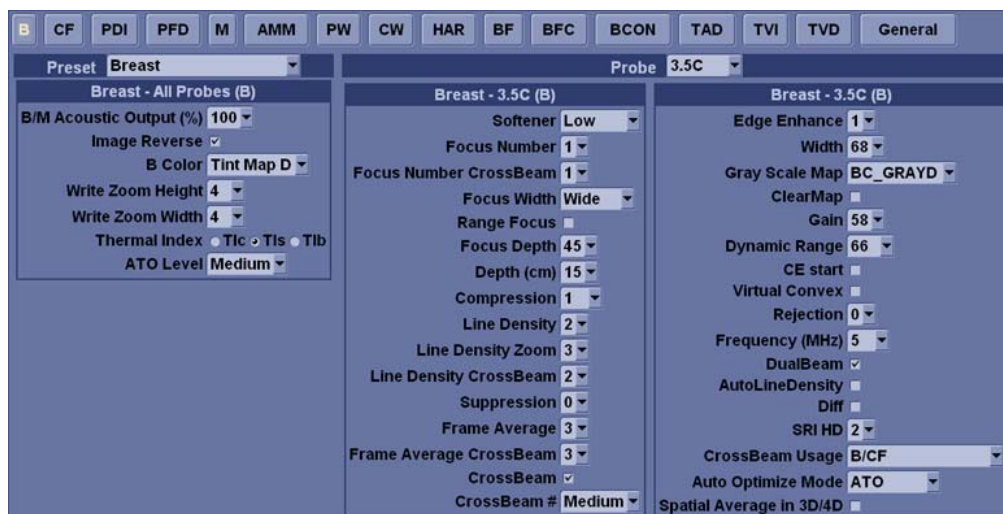 B CF PDI PFD M AMM PW CW HAR BF BFC BCON TAD TVI TVD General
Preset Breast
Probe 3.5C
Breast - All Probes (B)
B/M Acoustic Output (%) 100
Image Reverse
B Color Tint Map D
Write Zoom Height 4
Write Zoom Width 4
Thermal Index TIc TIs TIb
ATO Level Medium
Breast - 3.5C (B)
Softener Low
Focus Number 1
Focus Number CrossBeam 1
Focus Width Wide
Range Focus
Focus Depth 45
Depth (cm) 15
Compression 1
Line Density 2
Line Density Zoom 3
Line Density CrossBeam 2
Suppression 0
Frame Average 3
Frame Average CrossBeam 3
CrossBeam
CrossBeam # Medium
Breast - 3.5C (B)
Edge Enhance 1
Width 68
Gray Scale Map BC_GRAYD
ClearMap
Gain 58
Dynamic Range 66
CE start
Virtual Convex
Rejection 0
Frequency (MHz) 5
DualBeam
AutoLineDensity
Diff
SRI HD 2
CrossBeam Usage B/CF
Auto Optimize Mode ATO
Spatial Average in 3D/4D